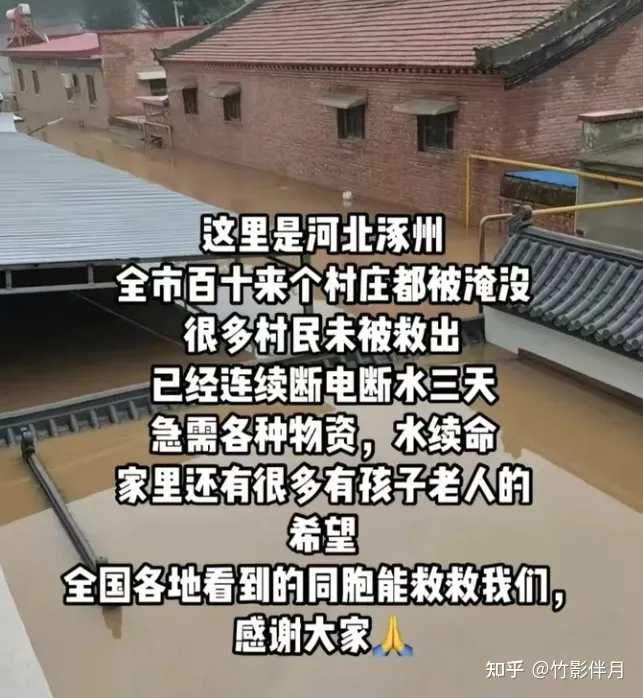 这里是河北涿州
全市百十来个村庄都被淹没
很多村民未被救出
已经连续断电断水三天
急需各种物资，水续命
家里还有很多有孩子老人的
希望
全国各地看到的同胞能救救我们，
感谢大家🙏
知乎 @竹影伴月